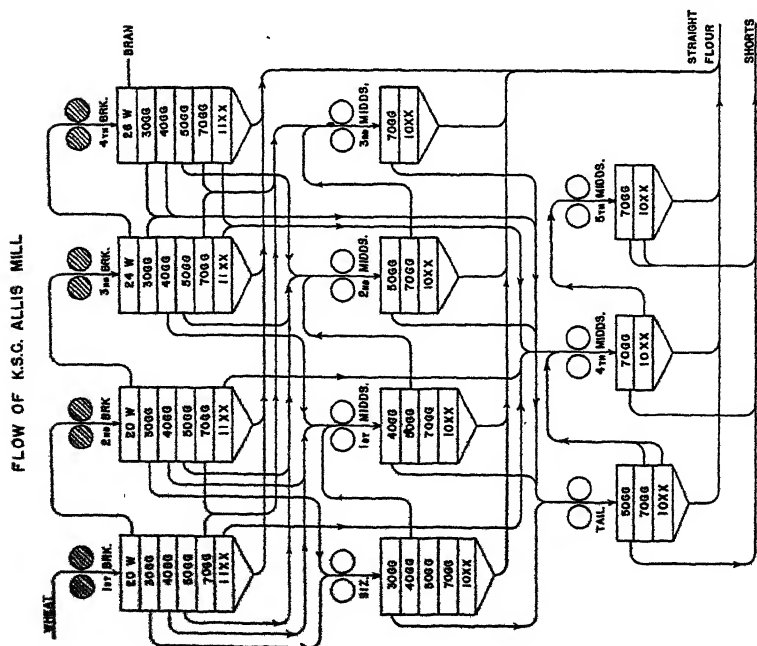 FLOW OF K.S.C. ALLIS MILL
WHEAT
1ST BRK.
20 W
30GG
40GG
50GG
70GG
11XX
2ND BRK
20 W
30GG
40GG
50GG
70GG
11XX
3RD BRK.
24 W
30GG
40GG
50GG
70GG
11XX
4TH BRK.
26 W
30GG
40GG
50GG
70GG
11XX
BRAN
SIZ.
30GG
40GG
50GG
70GG
10XX
1ST MIDDS.
40GG
50GG
70GG
10XX
2ND MIDDS.
50GG
70GG
10XX
3RD MIDDS.
70GG
10XX
TAIL.
50GG
70GG
10XX
4TH MIDDS.
70GG
10XX
5TH MIDDS.
70GG
10XX
STRAIGHT
FLOUR
SHORTS